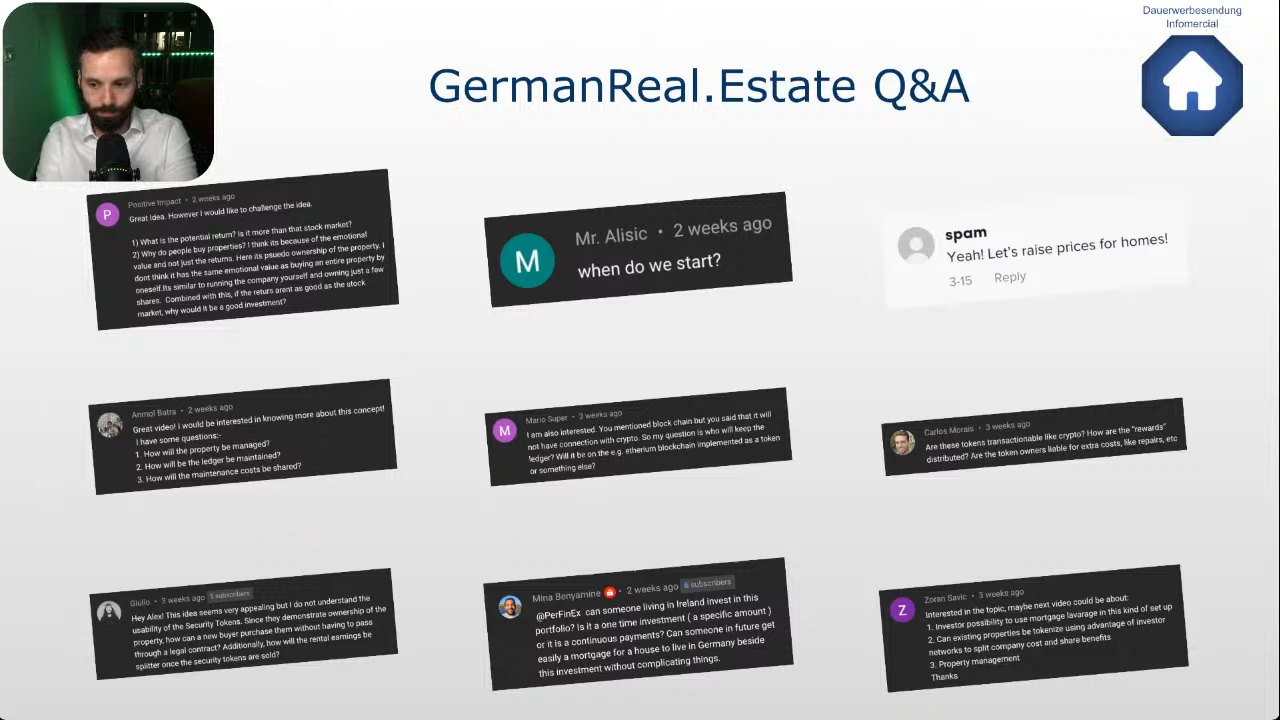 Dauerwerbesendung
Infomercial
GermanReal.Estate Q&A
P
Positive Impact • 2 weeks ago
Great Idea. However I would like to challenge the idea.
1) What is the potential return? Is it more than that stock market?
2) Why do people buy properties? I think its because of the emotional
value and not just the returns. Here its psuedo ownership of the property. I
dont think it has the same emotional value as buying an entire property by
oneself.Its similar to running the company yourself and owning just a few
shares. Combined with this, if the returs arent as good as the stock
market, why would it be a good investment?
M
Mr. Alisic • 2 weeks ago
when do we start?
spam
Yeah! Let's raise prices for homes!
3-15 Reply
Anmol Batra • 2 weeks ago
Great video! I would be interested in knowing more about this concept!
I have some questions:-
1. How will the property be managed?
2. How will be the ledger be maintained?
3. How will the maintenance costs be shared?
M
Mario Super • 3 weeks ago
I am also interested. You mentioned block chain but you said that it will
not have connection with crypto. So my question is who will keep the
ledger? Will it be on the e.g. etherium blockchain implemented as a token
or something else?
Carlos Morais • 3 weeks ago
Are these tokens transactionable like crypto? How are the "rewards"
distributed? Are the token owners liable for extra costs, like repairs, etc
Giulio • 3 weeks ago 1 subscribers
Hey Alex! This idea seems very appealing but I do not understand the
usability of the Security Tokens. Since they demonstrate ownership of the
property, how can a new buyer purchase them without having to pass
through a legal contract? Additionally, how will the rental earnings be
splitter once the security tokens are sold?
Mina Benyamine • 2 weeks ago 6 subscribers
@PerFinEx can someone living in Ireland invest in this
portfolio? Is it a one time investment ( a specific amount )
or it is a continuous payments? Can someone in future get
easily a mortgage for a house to live in Germany beside
this investment without complicating things.
Z
Zoran Savic • 3 weeks ago
Interested in the topic, maybe next video could be about:
1. Investor possibility to use mortgage lavarage in this kind of set up
2. Can existing properties be tokenize using advantage of investor
networks to split company cost and share benefits
3. Property management
Thanks